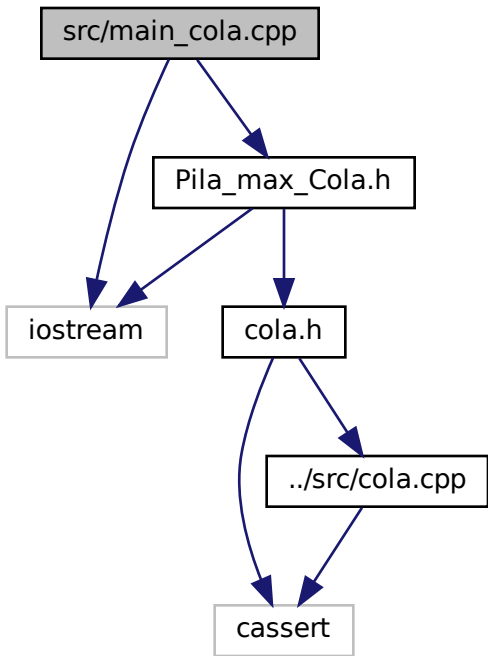 src/main_cola.cpp
Pila_max_Cola.h
iostream
cola.h
../src/cola.cpp
cassert